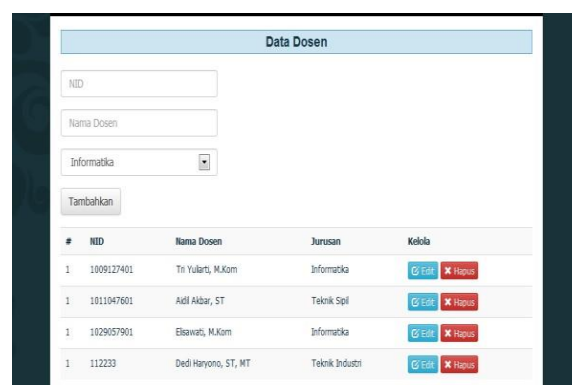 Data Dosen
NID
Nama Dosen
Informatika
Tambahkan
# NID Nama Dosen Jurusan Kelola
1 1009127401 Tri Yuliarti, M.Kom Informatika Edit Hapus
1 1011047601 Aidil Akbar, ST Teknik Sipil Edit Hapus
1 1029057901 Elisawati, M.Kom Informatika Edit Hapus
1 112233 Dedi Haryono, ST, MT Teknik Industri Edit Hapus